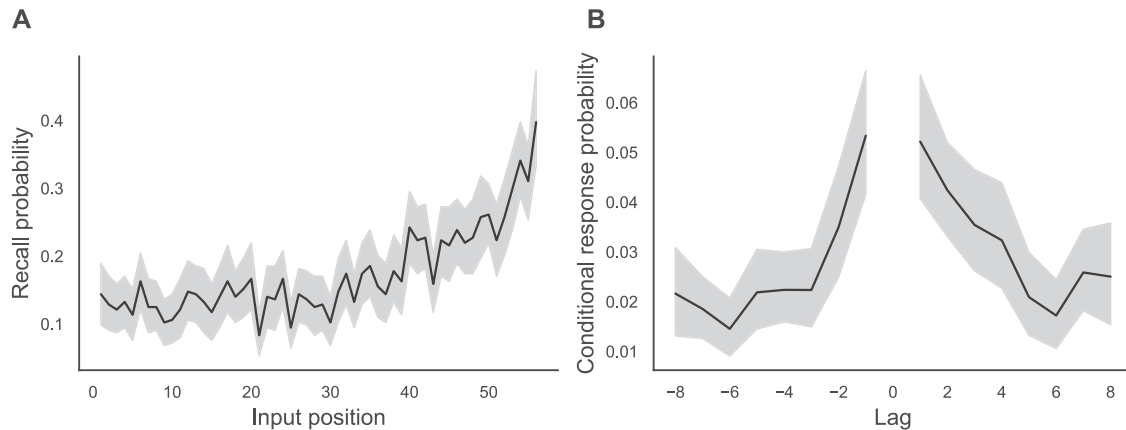 A
Recall probability
0.4
0.3
0.2
0.1
0 10 20 30 40 50
Input position
B
Conditional response probability
0.06
0.05
0.04
0.03
0.02
0.01
−8 −6 −4 −2 0 2 4 6 8
Lag